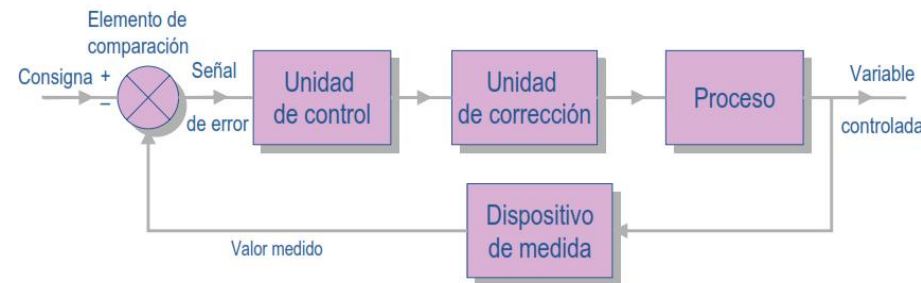 Elemento de
comparación
Consigna
+
–
Señal
de error
Unidad
de control
Unidad
de corrección
Proceso
Variable
controlada
Dispositivo
de medida
Valor medido